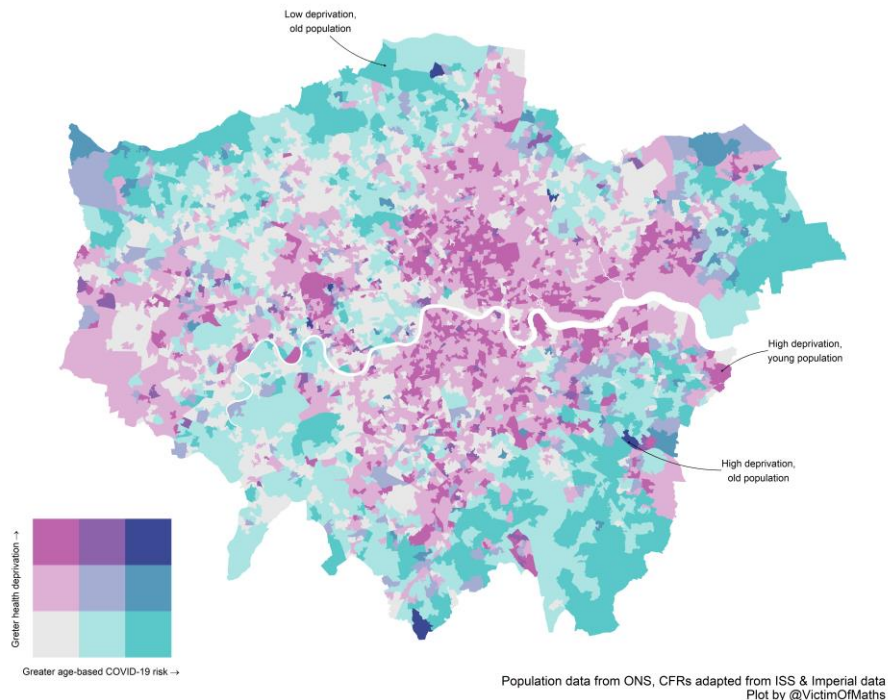 Low deprivation,
old population
High deprivation,
young population
High deprivation,
old population
Greter health deprivation →
Greater age-based COVID-19 risk →
Population data from ONS, CFRs adapted from ISS & Imperial data
Plot by @VictimOfMaths